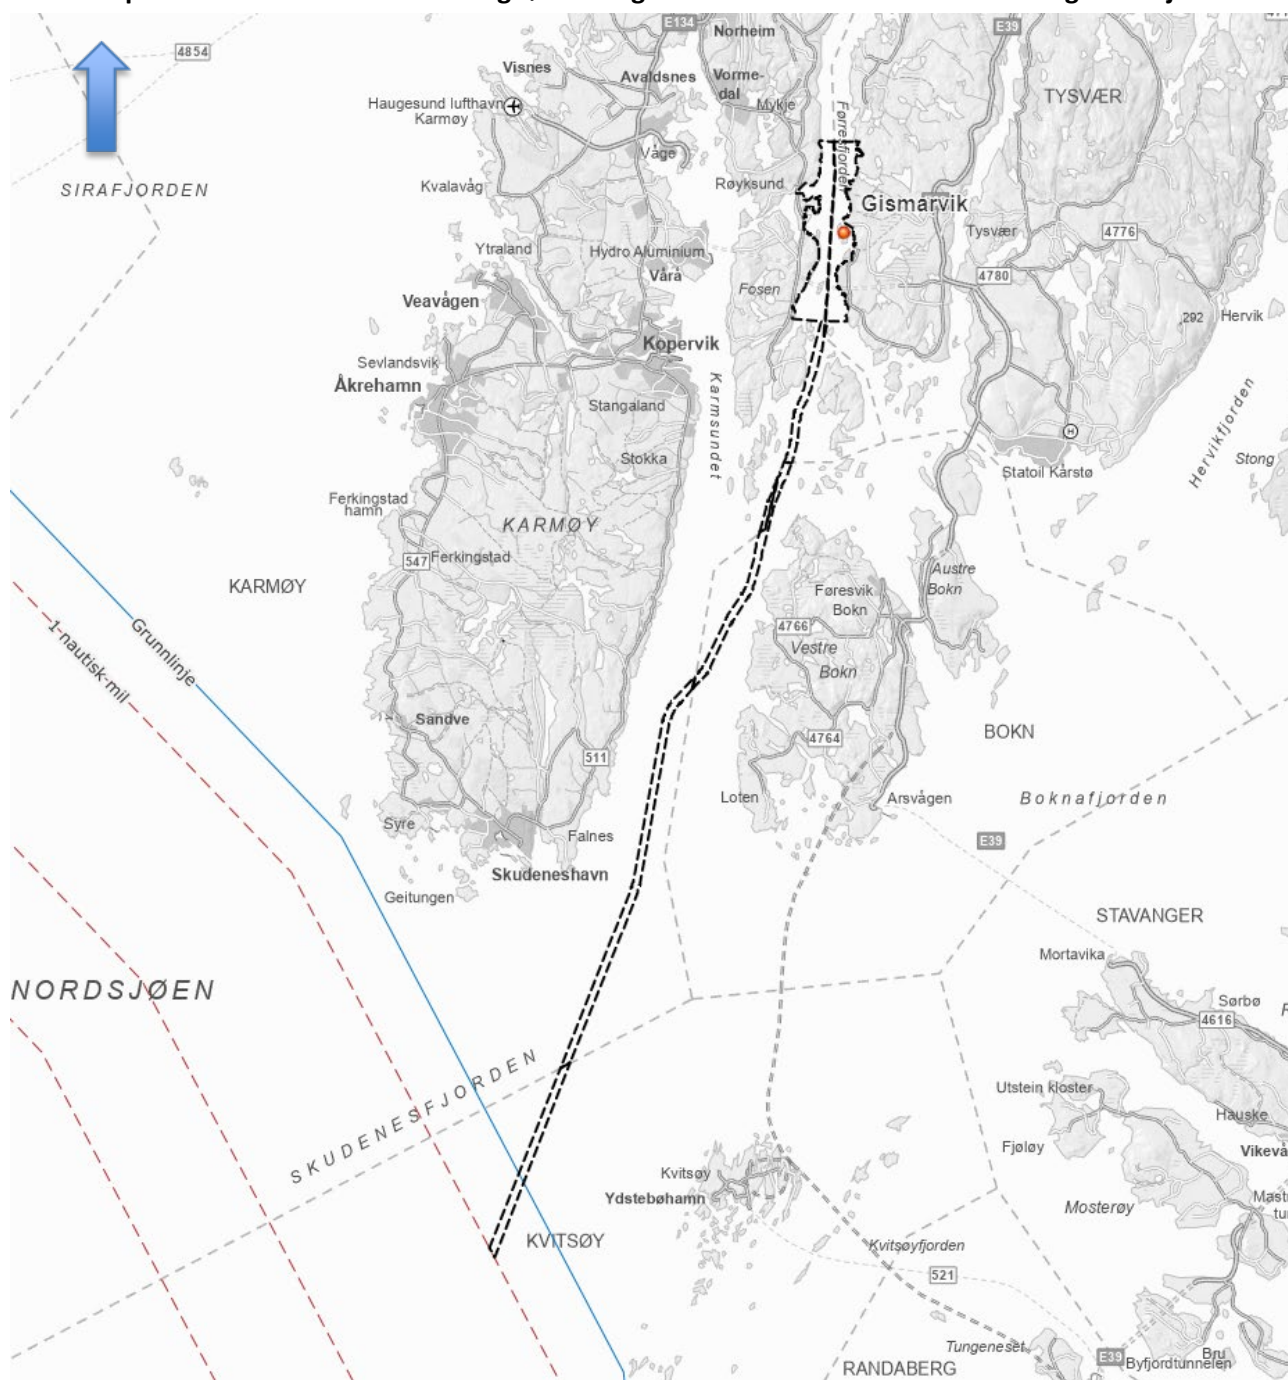 E134
Norheim
E39
4854
Visnes
Avaldsnes
Vorme-
dal
TYSVÆR
Haugesund lufthavn
Karmøy
Mykje
Førresfjorden
Våge
SIRAFJORDEN
Kvalavåg
Røyksund
Gismarvik
Tysvær
4776
Ytraland
Hydro Aluminium
Vårå
4780
Fosen
Veavågen
292
Hervik
Kopervik
Sevlandsvik
Åkrehamn
Karmsundet
Stangaland
Hervikfjorden
Stokka
Statoil Kårstø
Stong
Ferkingstad
hamn
KARMØY
547
Ferkingstad
KARMØY
Austre
Bokn
Føresvik
Bokn
4766
Grunnlinje
1-nautisk-mil
Vestre
Bokn
Sandve
BOKN
4764
511
Loten
Arsvågen
Boknafjorden
Syre
Falnes
E39
Skudeneshavn
Geitungen
STAVANGER
Mortavika
NORDSJØEN
Sørbø
4616
SKUDENESFJORDEN
Utstein kloster
Hauske
Fjøløy
Kvitsøy
Ydstebøhamn
Mosterøy
KVITSØY
Kvitsøyfjorden
521
Tungeneset
E39
Bru
Byfjordtunnelen
RANDABERG